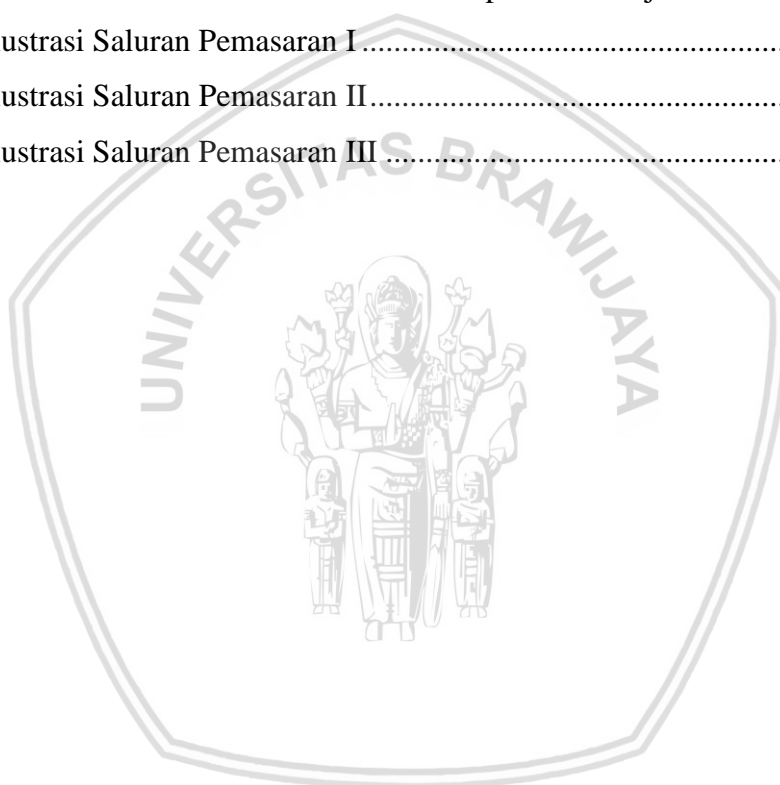 ustrasi Saluran Pemasaran I........................................................
ustrasi Saluran Pemasaran II.......................................................
ustrasi Saluran Pemasaran III ....................................................
UNIVERSITAS BRAWIJAYA